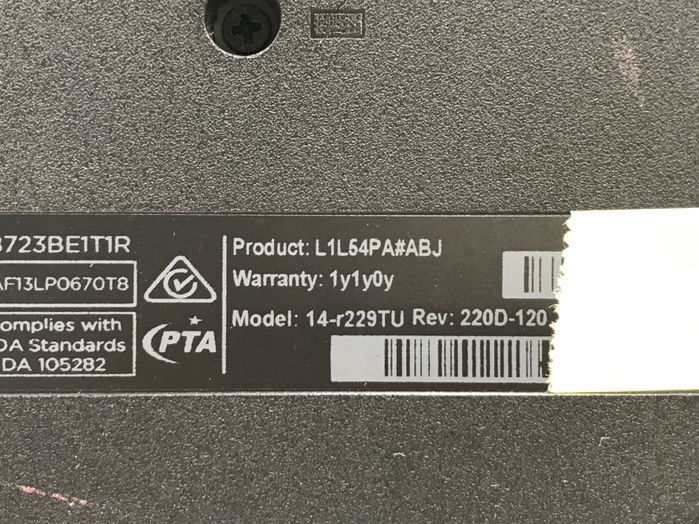 3723BE1T1R
AF13LP0670T8
omplies with
DA Standards
DA 105282
PTA
Product: L1L54PA#ABJ
Warranty: 1y1y0y
Model: 14-r229TU Rev: 220D-120